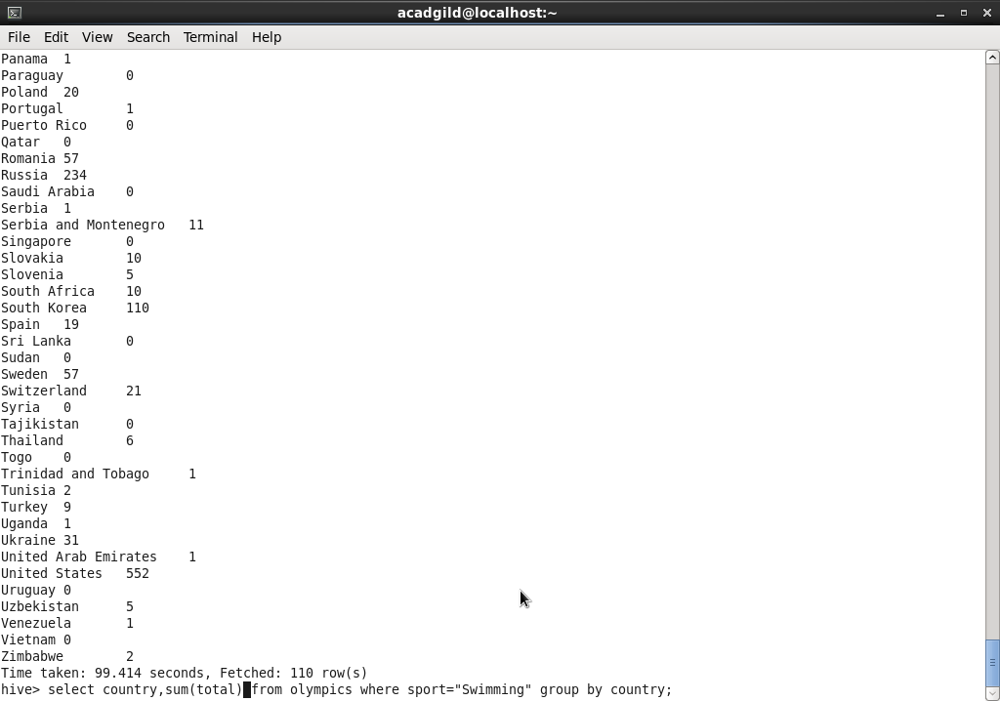 acadgild@localhost:~
File Edit View Search Terminal Help
Panama 1
Paraguay 0
Poland 20
Portugal 1
Puerto Rico 0
Qatar 0
Romania 57
Russia 234
Saudi Arabia 0
Serbia 1
Serbia and Montenegro 11
Singapore 0
Slovakia 10
Slovenia 5
South Africa 10
South Korea 110
Spain 19
Sri Lanka 0
Sudan 0
Sweden 57
Switzerland 21
Syria 0
Tajikistan 0
Thailand 6
Togo 0
Trinidad and Tobago 1
Tunisia 2
Turkey 9
Uganda 1
Ukraine 31
United Arab Emirates 1
United States 552
Uruguay 0
Uzbekistan 5
Venezuela 1
Vietnam 0
Zimbabwe 2
Time taken: 99.414 seconds, Fetched: 110 row(s)
hive> select country,sum(total) from olympics where sport="Swimming" group by country;